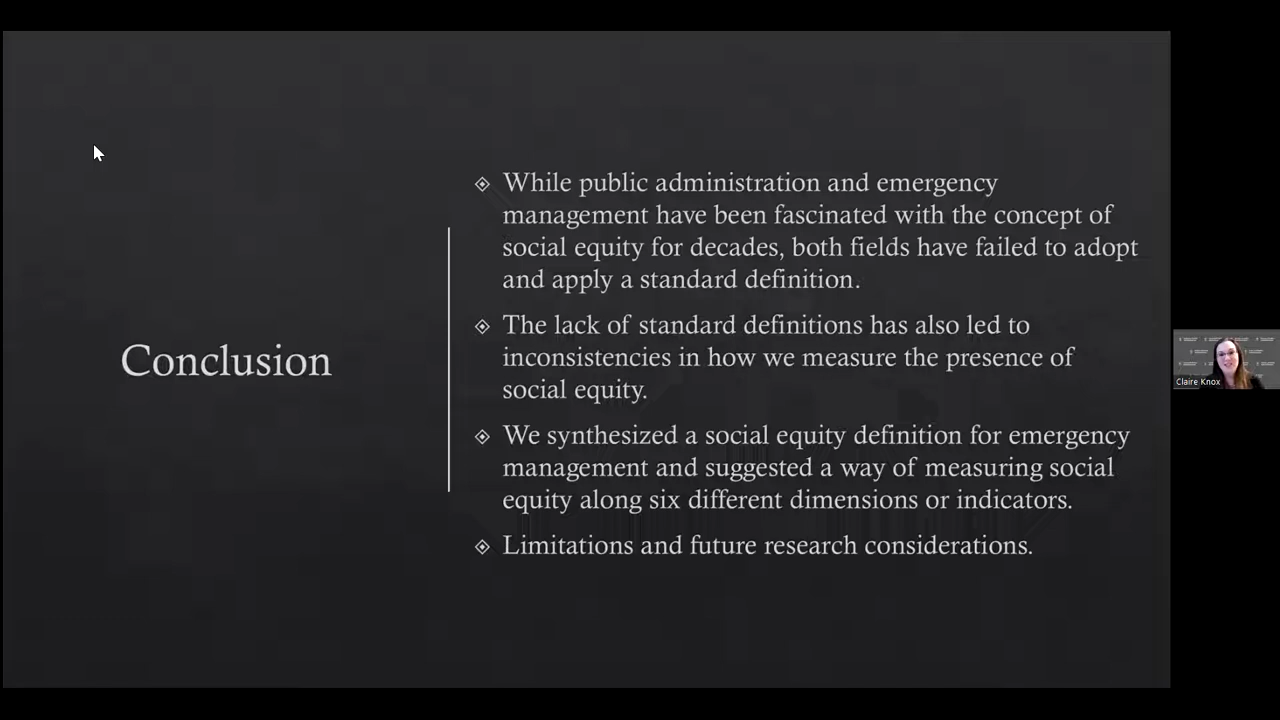 Conclusion
While public administration and emergency
management have been fascinated with the concept of
social equity for decades, both fields have failed to adopt
and apply a standard definition.
The lack of standard definitions has also led to
inconsistencies in how we measure the presence of
social equity.
We synthesized a social equity definition for emergency
management and suggested a way of measuring social
equity along six different dimensions or indicators.
Limitations and future research considerations.
Claire Knox